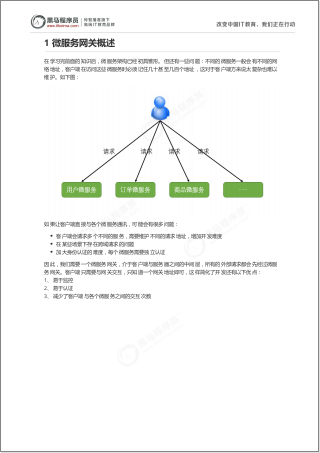 黑马程序员
www.itheima.com
传智播客旗下
高端IT教育品牌
改变中国IT教育，我们正在行动
1 微服务网关概述
在学习完前面的知识后，微服务架构已经初具雏形。但还有一些问题：不同的微服务一般会有不同的网
络地址，客户端在访问这些微服务时必须记住几十甚至几百个地址，这对于客户端方来说太复杂也难以
维护。如下图：
请求 请求 请求 请求
用户微服务 订单微服务 商品微服务 ......
如果让客户端直接与各个微服务通讯，可能会有很多问题：
客户端会请求多个不同的服务，需要维护不同的请求地址，增加开发难度
在某些场景下存在跨域请求的问题
加大身份认证的难度，每个微服务需要独立认证
因此，我们需要一个微服务网关，介于客户端与服务器之间的中间层，所有的外部请求都会先经过微服
务网关。客户端只需要与网关交互，只知道一个网关地址即可，这样简化了开发还有以下优点：
1、易于监控
2、易于认证
3、减少了客户端与各个微服务之间的交互次数